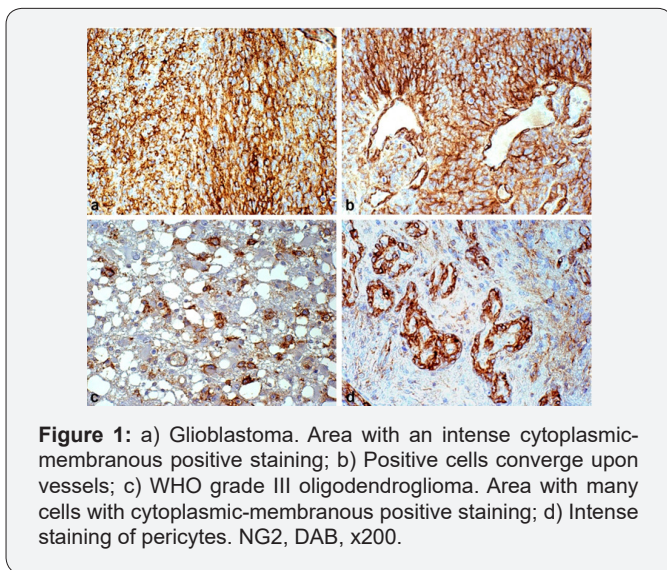 a
b
c
d
Figure 1: a) Glioblastoma. Area with an intense cytoplasmic-
membranous positive staining; b) Positive cells converge upon
vessels; c) WHO grade III oligodendroglioma. Area with many
cells with cytoplasmic-membranous positive staining; d) Intense
staining of pericytes. NG2, DAB, x200.